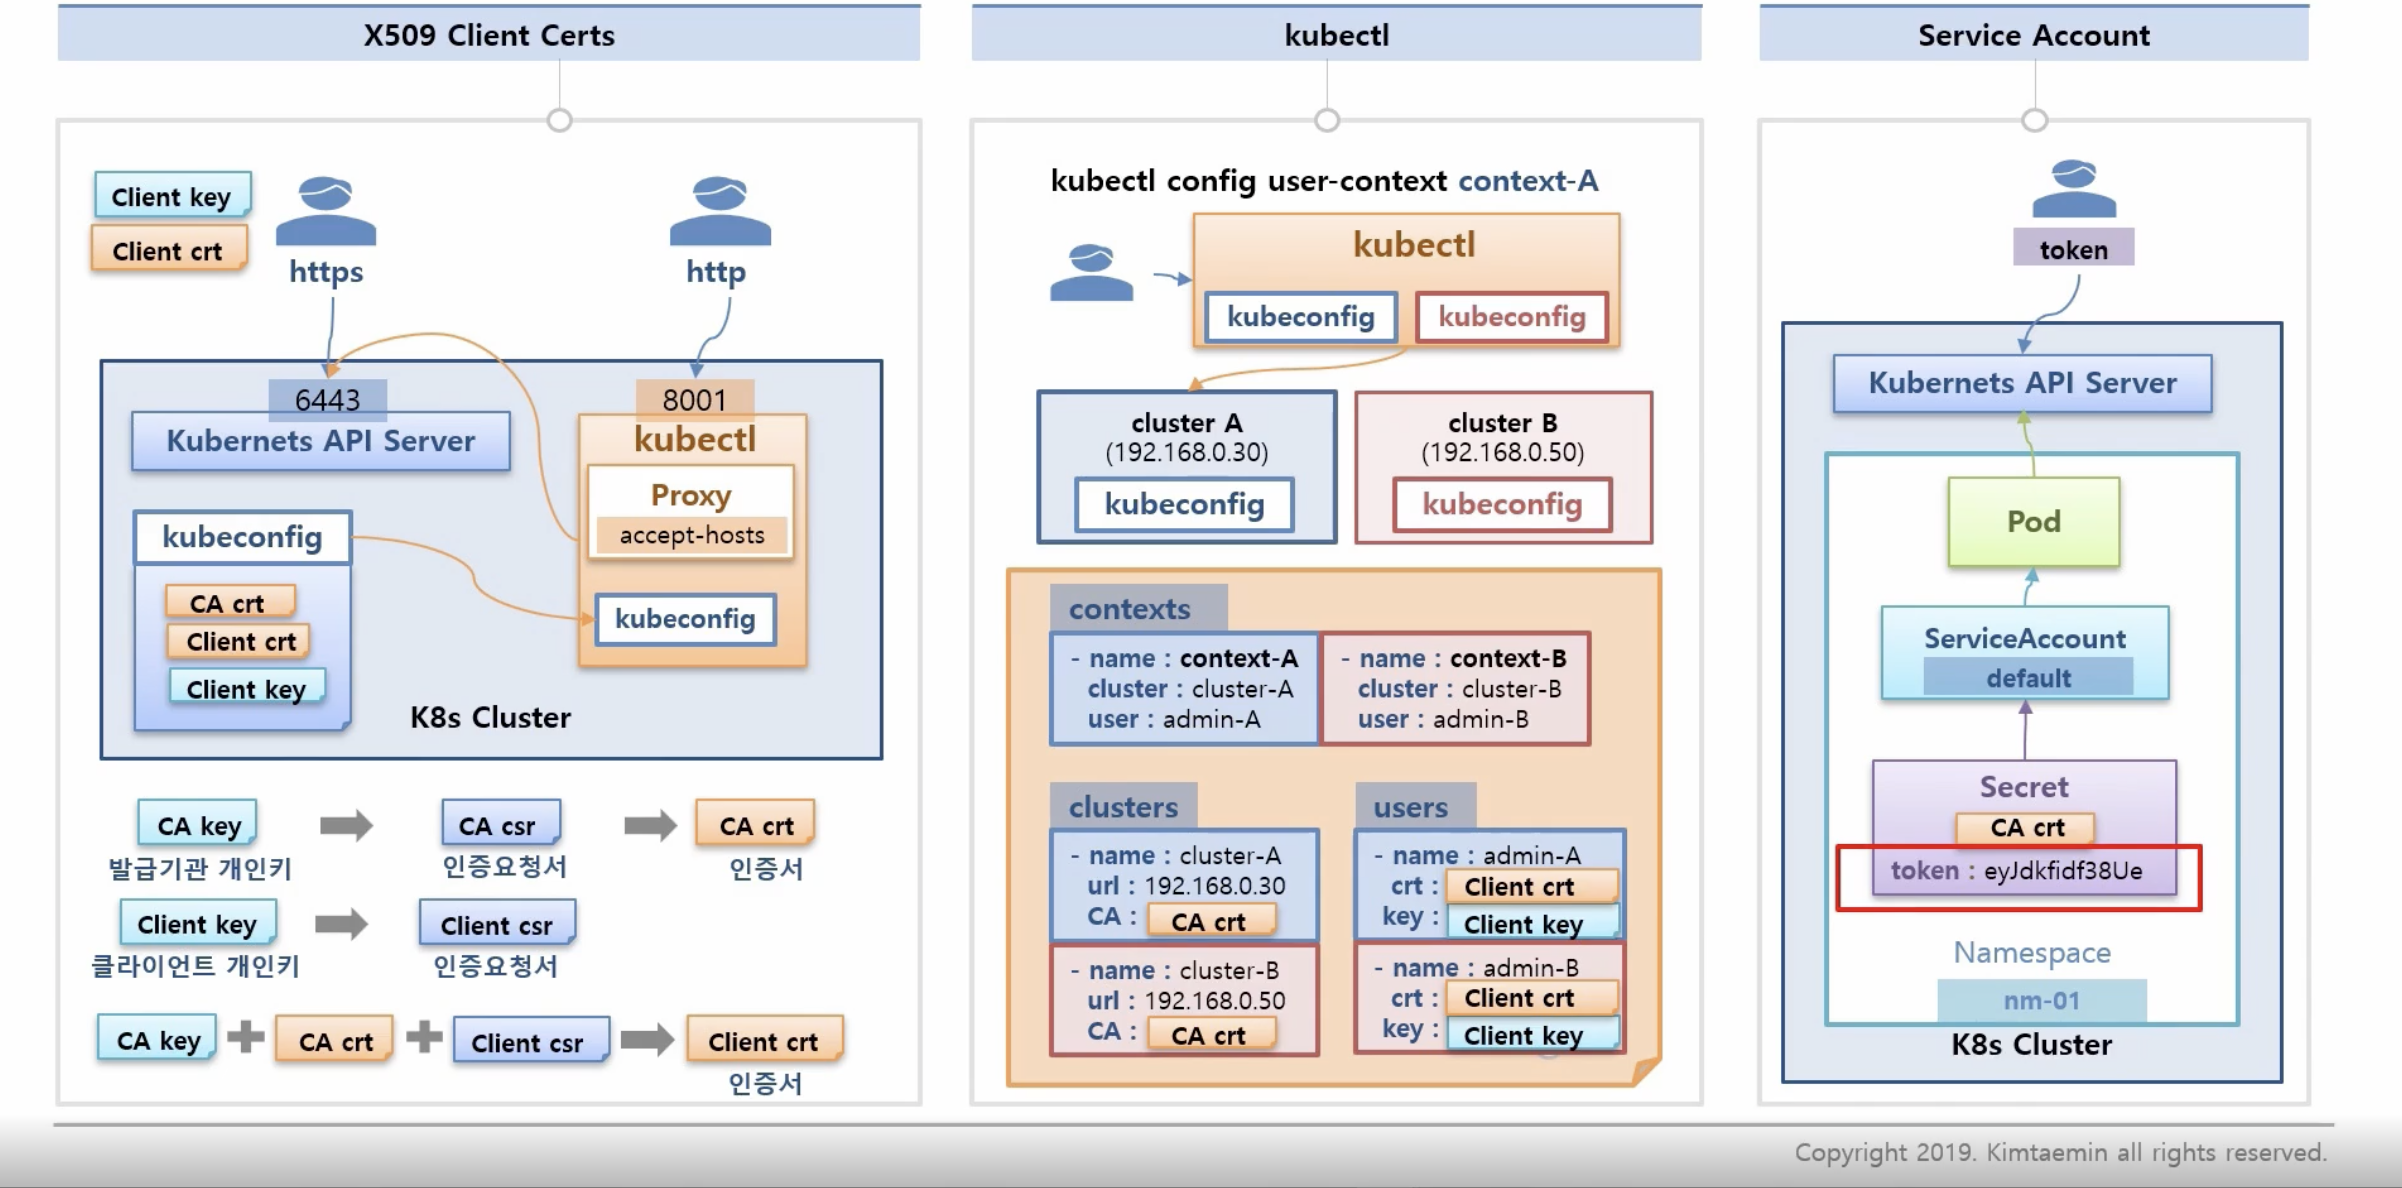 X509 Client Certs
Client key
Client crt
https
http
6443
Kubernets API Server
8001
kubectl
Proxy
accept-hosts
kubeconfig
kubeconfig
CA crt
Client crt
Client key
K8s Cluster
CA key
발급기관 개인키
CA csr
인증요청서
CA crt
인증서
Client key
클라이언트 개인키
Client csr
인증요청서
CA key
CA crt
Client csr
Client crt
인증서
kubectl
kubectl config user-context context-A
kubectl
kubeconfig
kubeconfig
cluster A
(192.168.0.30)
kubeconfig
cluster B
(192.168.0.50)
kubeconfig
contexts
- name : context-A
cluster : cluster-A
user : admin-A
- name : context-B
cluster : cluster-B
user : admin-B
clusters
- name : cluster-A
url : 192.168.0.30
CA : CA crt
- name : cluster-B
url : 192.168.0.50
CA : CA crt
users
- name : admin-A
crt : Client crt
key : Client key
- name : admin-B
crt : Client crt
key : Client key
Service Account
token
Kubernets API Server
Pod
ServiceAccount
default
Secret
CA crt
token : eyJdkfidf38Ue
Namespace
nm-01
K8s Cluster
Copyright 2019. Kimtaemin all rights reserved.